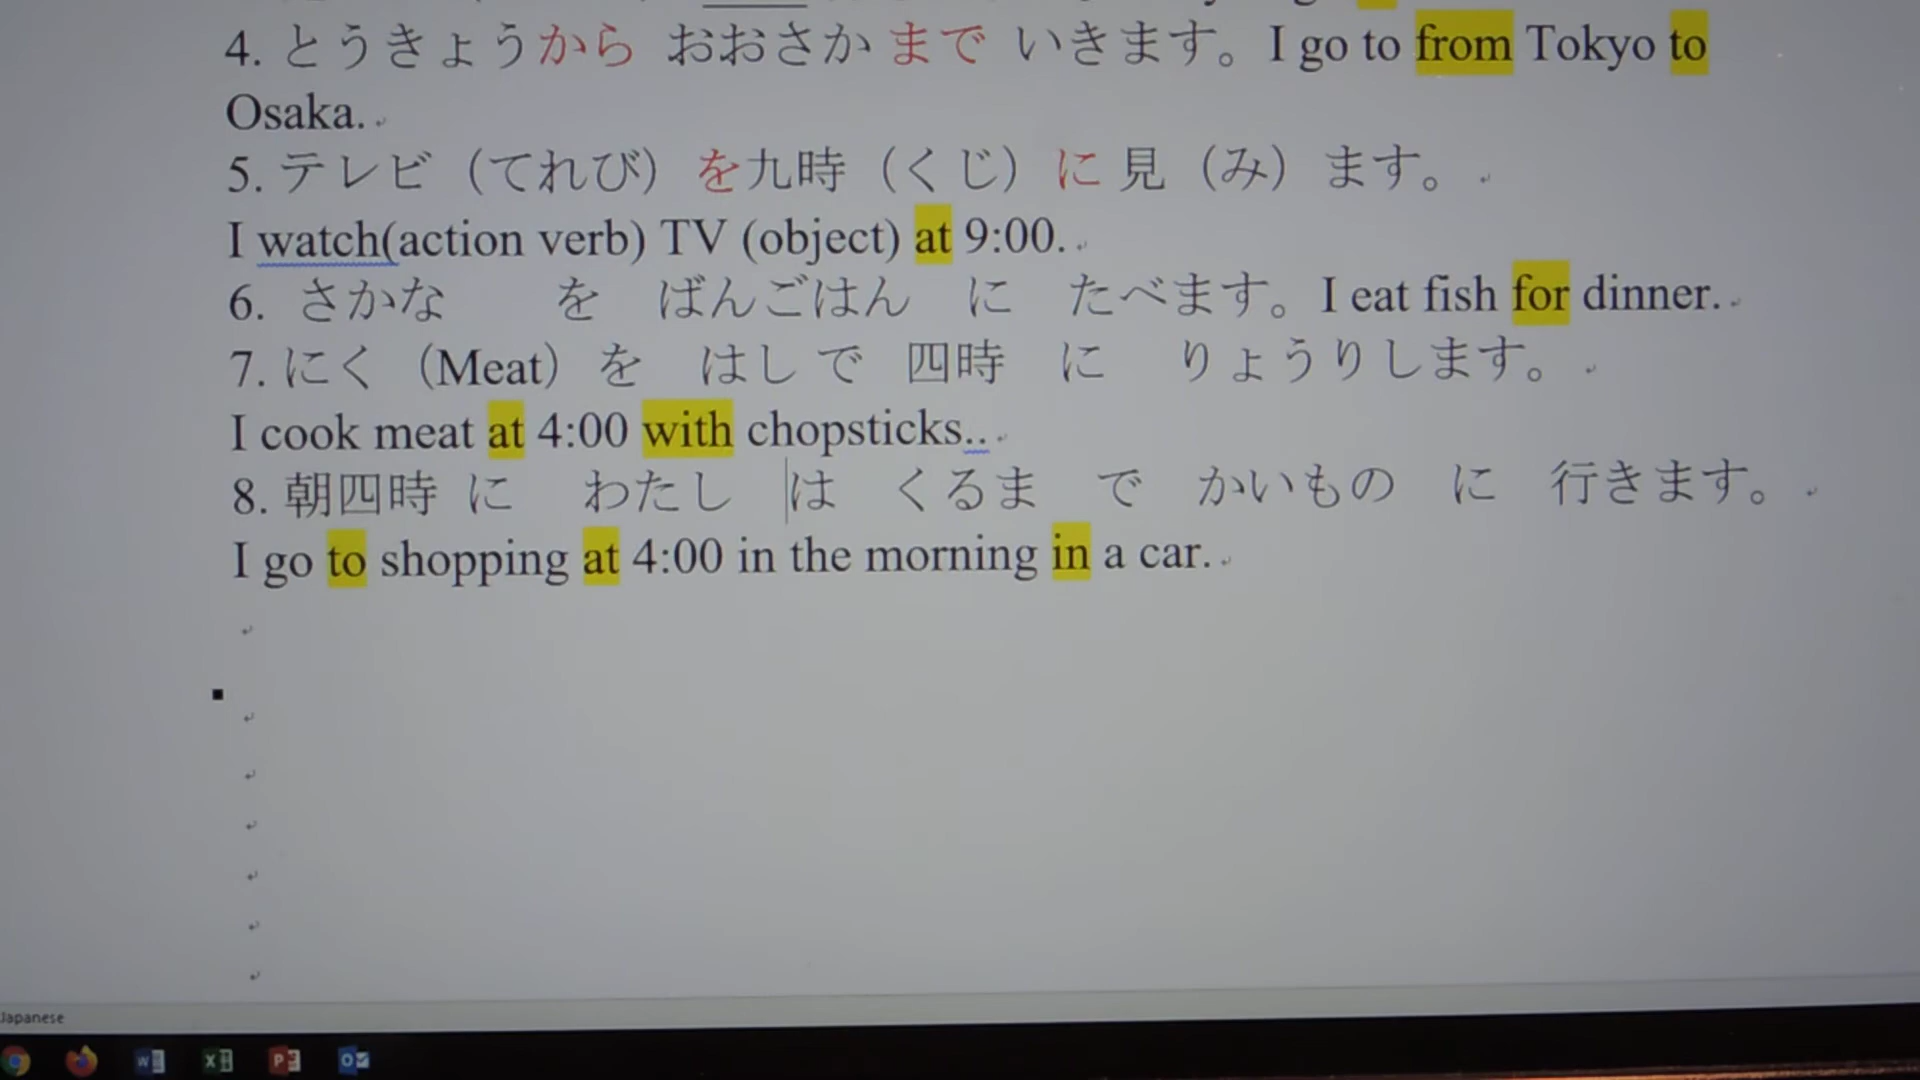 4. とうきょうから おおさか まで いきます。I go to from Tokyo to
Osaka.
5. テレビ（てれび）を九時（くじ）に 見（み）ます。
I watch(action verb) TV (object) at 9:00.
6. さかな を ばんごはん に たべます。I eat fish for dinner.
7. にく（Meat）を はし で 四時 に りょうりします。
I cook meat at 4:00 with chopsticks..
8. 朝四時 に わたし は くるま で かいもの に 行きます。
I go to shopping at 4:00 in the morning in a car.
Japanese